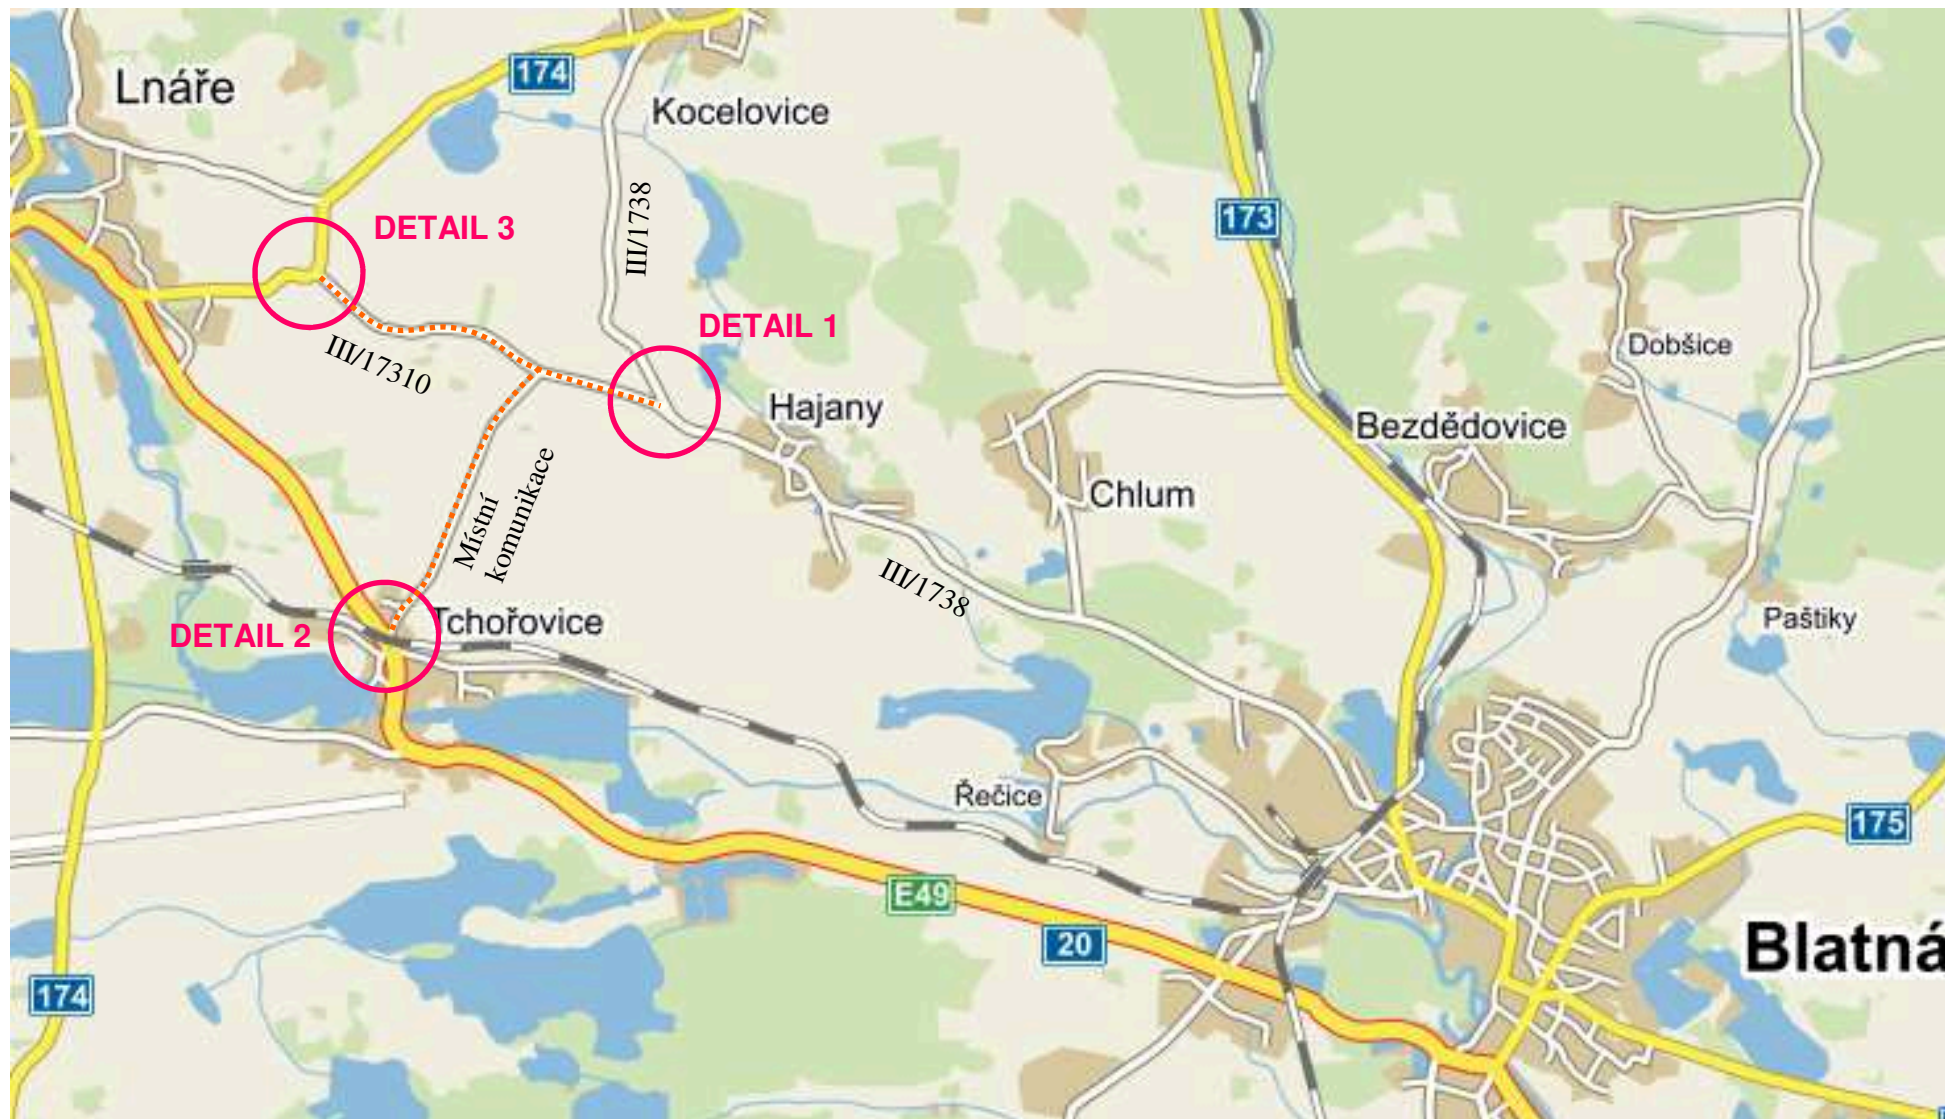 174
Lnáře
Kocelovice
III/1738
173
DETAIL 3
DETAIL 1
Dobšice
III/17310
Hajany
Bezdědovice
Místní
komunikace
Chlum
III/1738
Tchořovice
DETAIL 2
Paštiky
Řečice
175
E49
20
Blatná
174